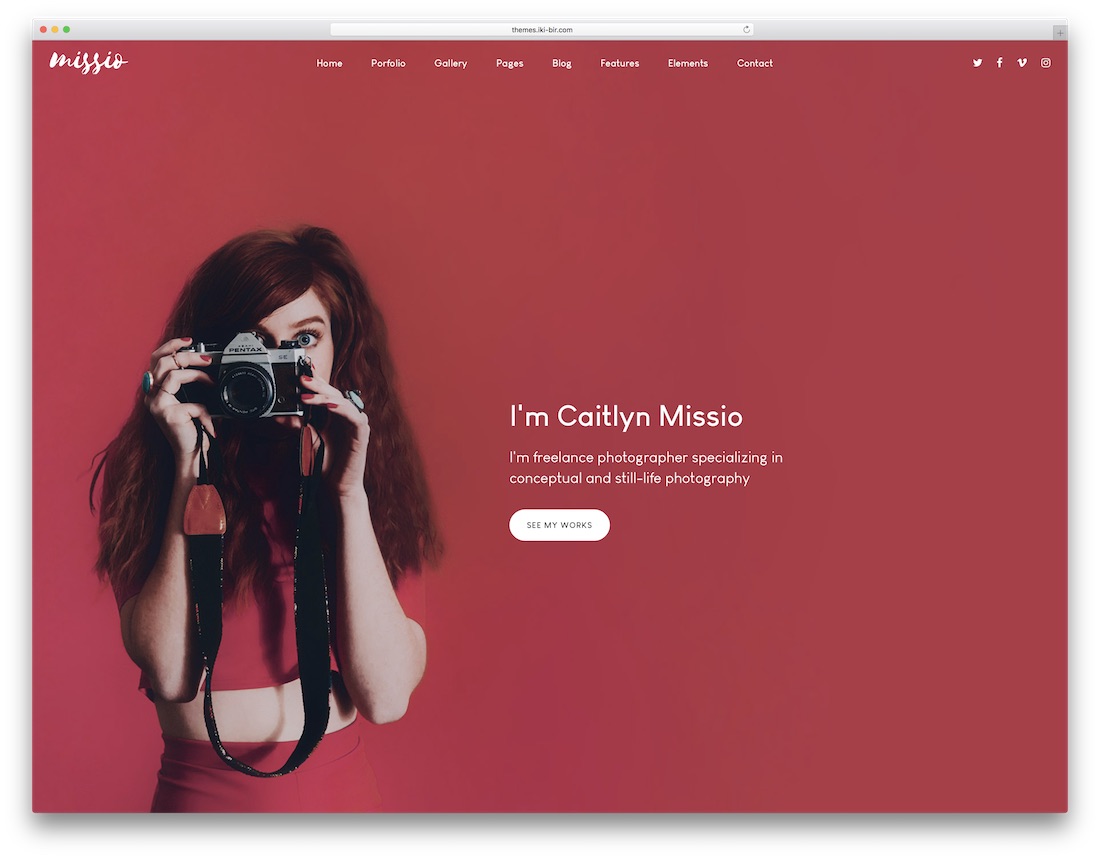 themes.iki-bir.com
missio
Home Porfolio Gallery Pages Blog Features Elements Contact
ASAHI
PENTAX
I'm Caitlyn Missio
I'm freelance photographer specializing in
conceptual and still-life photography
SEE MY WORKS